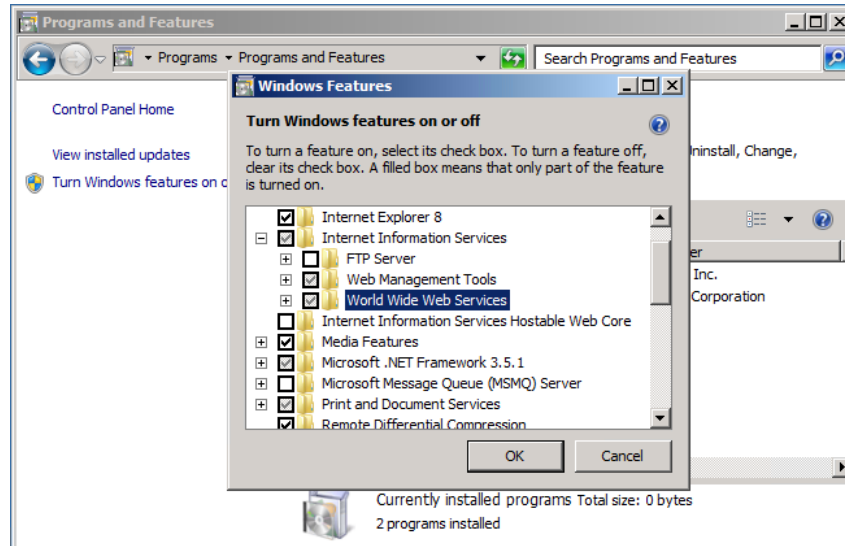 Programs and Features
Programs Programs and Features Search Programs and Features
Windows Features
Control Panel Home
Turn Windows features on or off
View installed updates
To turn a feature on, select its check box. To turn a feature off,
clear its check box. A filled box means that only part of the feature
is turned on.
ninstall, Change,
Turn Windows features on o
Internet Explorer 8
Internet Information Services
FTP Server
er
Web Management Tools
Inc.
World Wide Web Services
Corporation
Internet Information Services Hostable Web Core
Media Features
Microsoft .NET Framework 3.5.1
Microsoft Message Queue (MSMQ) Server
Print and Document Services
Remote Differential Compression
OK Cancel
Currently installed programs Total size: 0 bytes
2 programs installed